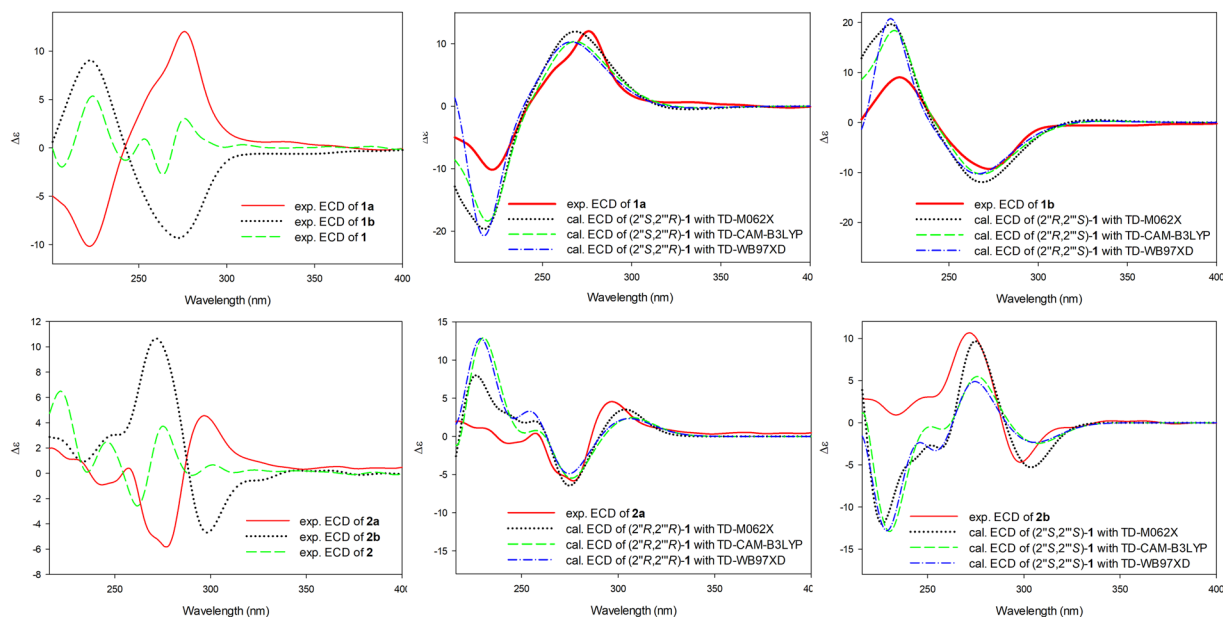 Δε
10
5
0
-5
-10
200
250
300
350
400
Wavelength (nm)
exp. ECD of 1a
exp. ECD of 1b
exp. ECD of 1
Δε
20
10
0
-10
-20
250
300
350
400
Wavelength (nm)
exp. ECD of 1a
cal. ECD of (2''S,2'''R)-1 with TD-M062X
cal. ECD of (2''S,2'''R)-1 with TD-CAM-B3LYP
cal. ECD of (2''S,2'''R)-1 with TD-WB97XD
Δε
20
10
0
-10
-20
250
300
350
400
Wavelength (nm)
exp. ECD of 1b
cal. ECD of (2''R,2'''S)-1 with TD-M062X
cal. ECD of (2''R,2'''S)-1 with TD-CAM-B3LYP
cal. ECD of (2''R,2'''S)-1 with TD-WB97XD
Δε
12
10
8
6
4
2
0
-2
-4
-6
-8
250
300
350
400
Wavelength (nm)
exp. ECD of 2a
exp. ECD of 2b
exp. ECD of 2
Δε
15
10
5
0
-5
-10
-15
250
300
350
400
Wavelength (nm)
exp. ECD of 2a
cal. ECD of (2''R,2'''R)-1 with TD-M062X
cal. ECD of (2''R,2'''R)-1 with TD-CAM-B3LYP
cal. ECD of (2''R,2'''R)-1 with TD-WB97XD
Δε
10
5
0
-5
-10
-15
250
300
350
400
Wavelength (nm)
exp. ECD of 2b
cal. ECD of (2''S,2'''S)-1 with TD-M062X
cal. ECD of (2''S,2'''S)-1 with TD-CAM-B3LYP
cal. ECD of (2''S,2'''S)-1 with TD-WB97XD